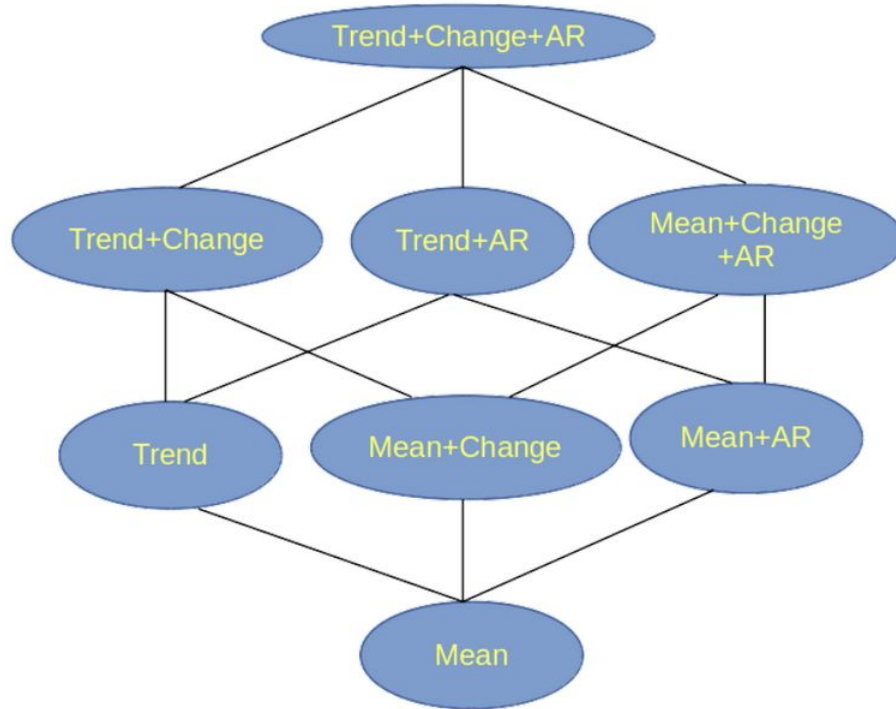 Trend+Change+AR
Trend+Change
Trend+AR
Mean+Change
+AR
Trend
Mean+Change
Mean+AR
Mean